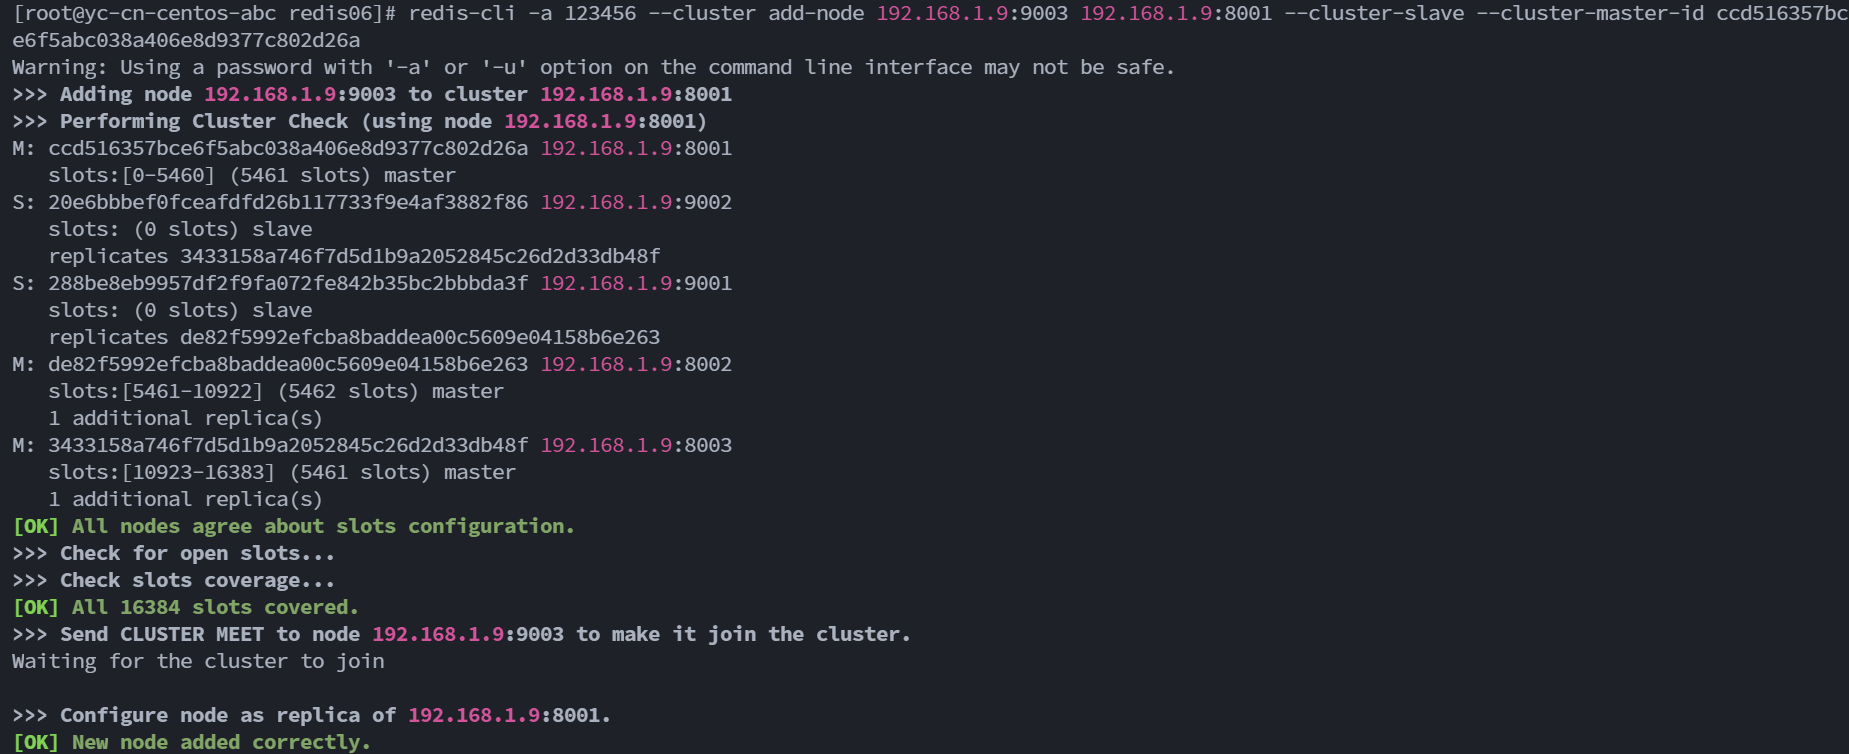 [root@yc-cn-centos-abc redis06]# redis-cli -a 123456 --cluster add-node 192.168.1.9:9003 192.168.1.9:8001 --cluster-slave --cluster-master-id ccd516357bc
e6f5abc038a406e8d9377c802d26a
Warning: Using a password with '-a' or '-u' option on the command line interface may not be safe.
>>> Adding node 192.168.1.9:9003 to cluster 192.168.1.9:8001
>>> Performing Cluster Check (using node 192.168.1.9:8001)
M: ccd516357bce6f5abc038a406e8d9377c802d26a 192.168.1.9:8001
   slots:[0-5460] (5461 slots) master
S: 20e6bbbef0fceafdfd26b117733f9e4af3882f86 192.168.1.9:9002
   slots: (0 slots) slave
   replicates 3433158a746f7d5d1b9a2052845c26d2d33db48f
S: 288be8eb9957df2f9fa072fe842b35bc2bbbda3f 192.168.1.9:9001
   slots: (0 slots) slave
   replicates de82f5992efcba8baddea00c5609e04158b6e263
M: de82f5992efcba8baddea00c5609e04158b6e263 192.168.1.9:8002
   slots:[5461-10922] (5462 slots) master
   1 additional replica(s)
M: 3433158a746f7d5d1b9a2052845c26d2d33db48f 192.168.1.9:8003
   slots:[10923-16383] (5461 slots) master
   1 additional replica(s)
[OK] All nodes agree about slots configuration.
>>> Check for open slots...
>>> Check slots coverage...
[OK] All 16384 slots covered.
>>> Send CLUSTER MEET to node 192.168.1.9:9003 to make it join the cluster.
Waiting for the cluster to join
>>> Configure node as replica of 192.168.1.9:8001.
[OK] New node added correctly.